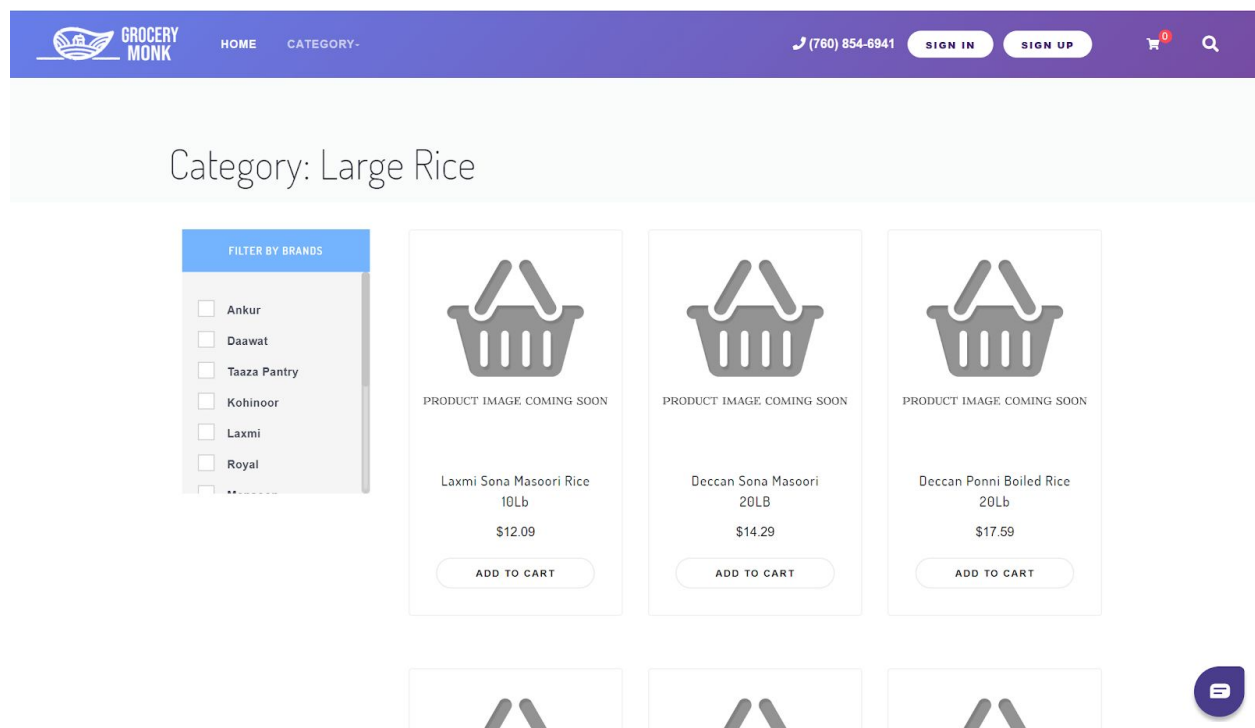 GROCERY
MONK
HOME
CATEGORY-
(760) 854-6941
SIGN IN
SIGN UP
0
Category: Large Rice
FILTER BY BRANDS
Ankur
Daawat
Taaza Pantry
Kohinoor
Laxmi
Royal
PRODUCT IMAGE COMING SOON
Laxmi Sona Masoori Rice
10Lb
$12.09
ADD TO CART
PRODUCT IMAGE COMING SOON
Deccan Sona Masoori
20LB
$14.29
ADD TO CART
PRODUCT IMAGE COMING SOON
Deccan Ponni Boiled Rice
20Lb
$17.59
ADD TO CART